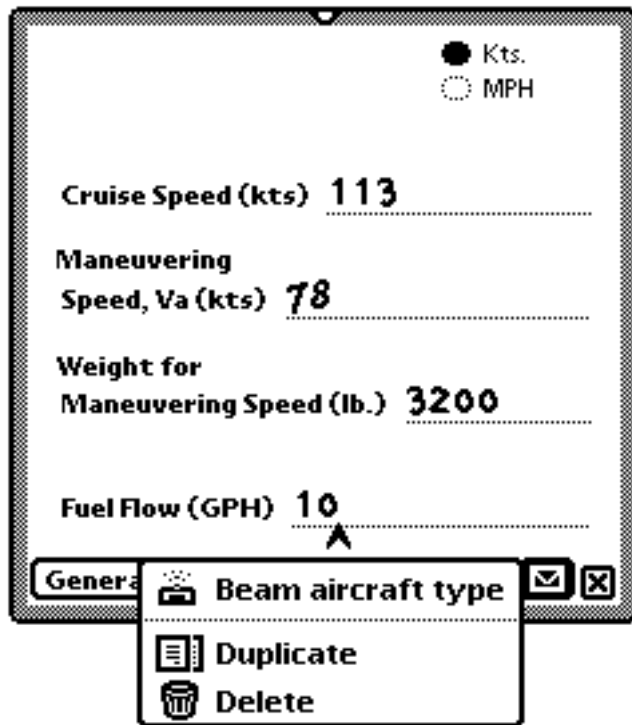 Kts.
MPH
Cruise Speed (kts) 113
Maneuvering
Speed, Va (kts) 78
Weight for
Maneuvering Speed (lb.) 3200
Fuel Flow (GPH) 10
Genera
Beam aircraft type
Duplicate
Delete